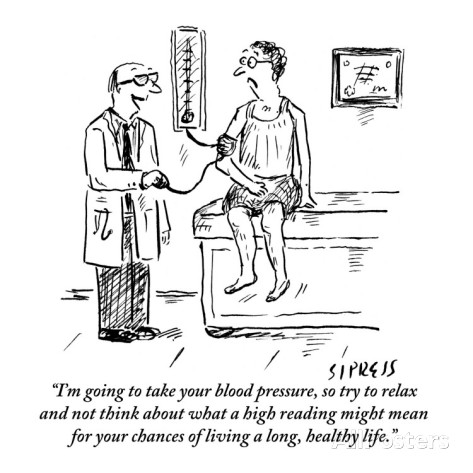 SIPRESS
“I'm going to take your blood pressure, so try to relax
and not think about what a high reading might mean
for your chances of living a long, healthy life.”
AllPosters